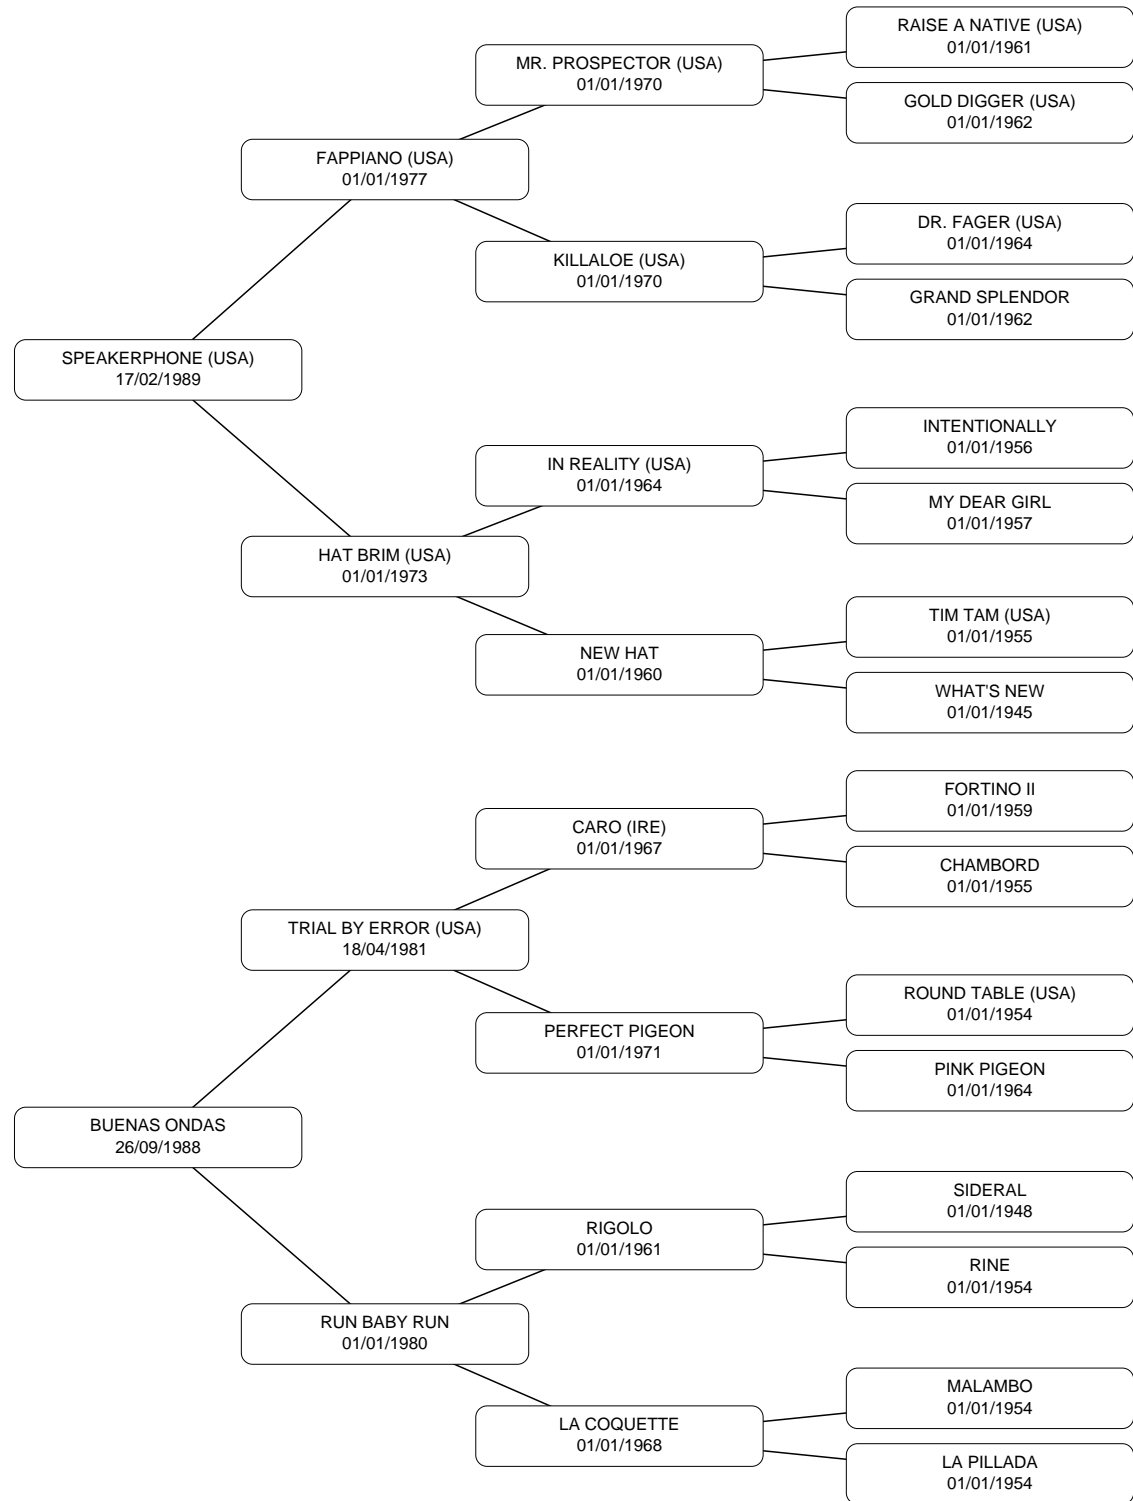 RAISE A NATIVE (USA)
01/01/1961
MR. PROSPECTOR (USA)
01/01/1970
GOLD DIGGER (USA)
01/01/1962
FAPPIANO (USA)
01/01/1977
DR. FAGER (USA)
01/01/1964
KILLALOE (USA)
01/01/1970
GRAND SPLENDOR
01/01/1962
SPEAKERPHONE (USA)
17/02/1989
INTENTIONALLY
01/01/1956
IN REALITY (USA)
01/01/1964
MY DEAR GIRL
01/01/1957
HAT BRIM (USA)
01/01/1973
TIM TAM (USA)
01/01/1955
NEW HAT
01/01/1960
WHAT'S NEW
01/01/1945
FORTINO II
01/01/1959
CARO (IRE)
01/01/1967
CHAMBORD
01/01/1955
TRIAL BY ERROR (USA)
18/04/1981
ROUND TABLE (USA)
01/01/1954
PERFECT PIGEON
01/01/1971
PINK PIGEON
01/01/1964
BUENAS ONDAS
26/09/1988
SIDERAL
01/01/1948
RIGOLO
01/01/1961
RINE
01/01/1954
RUN BABY RUN
01/01/1980
MALAMBO
01/01/1954
LA COQUETTE
01/01/1968
LA PILLADA
01/01/1954